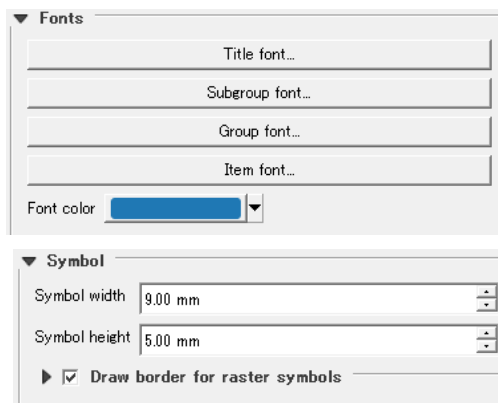 Fonts
Title font...
Subgroup font...
Group font...
Item font...
Font color
Symbol
Symbol width 9.00 mm
Symbol height 5.00 mm
Draw border for raster symbols